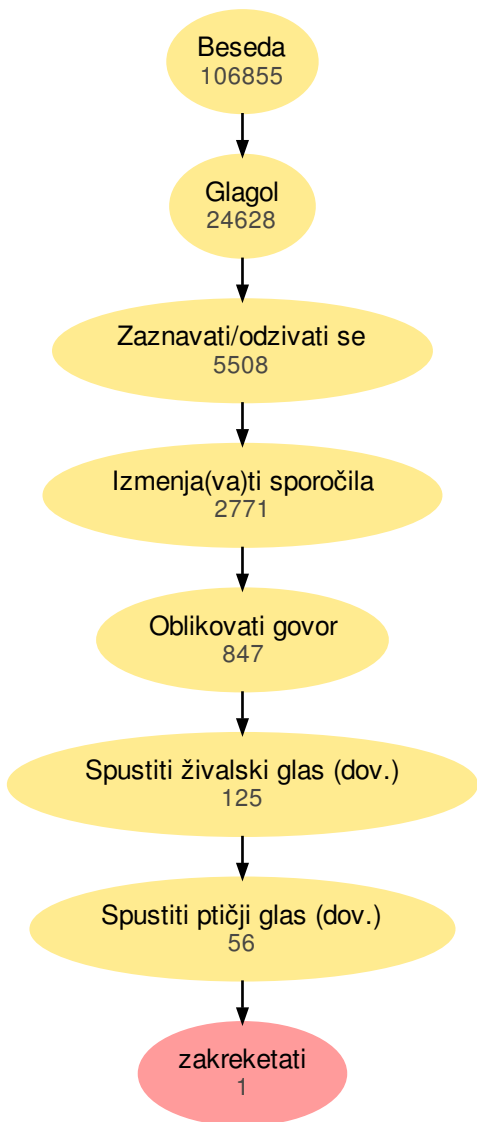 Beseda
106855
Glagol
24628
Zaznavati/odzivati se
5508
Izmenja(va)ti sporočila
2771
Oblikovati govor
847
Spustiti živalski glas (dov.)
125
Spustiti ptičji glas (dov.)
56
zakreketati
1